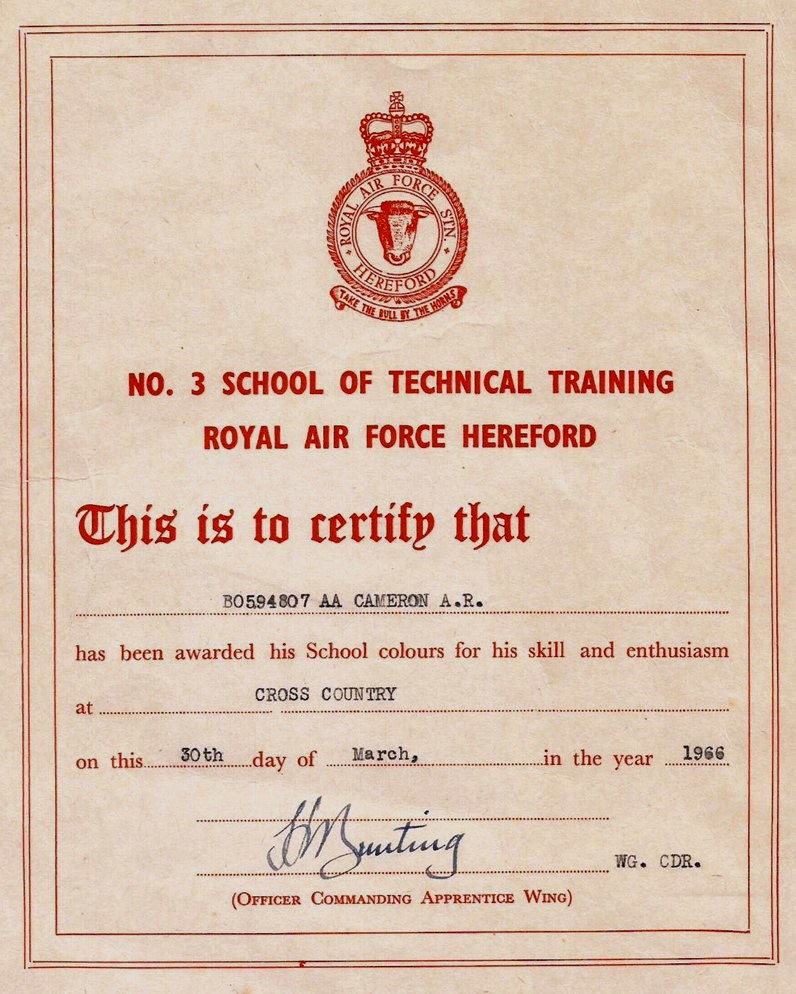 ROYAL AIR FORCE STN.
HEREFORD
TAKE THE BULL BY THE HORNS
NO. 3 SCHOOL OF TECHNICAL TRAINING
ROYAL AIR FORCE HEREFORD
This is to certify that
B0594807 AA CAMERON A.R.
has been awarded his School colours for his skill and enthusiasm
at CROSS COUNTRY
on this 30th day of March, in the year 1966
Bunting
WG. CDR.
(Officer Commanding Apprentice Wing)